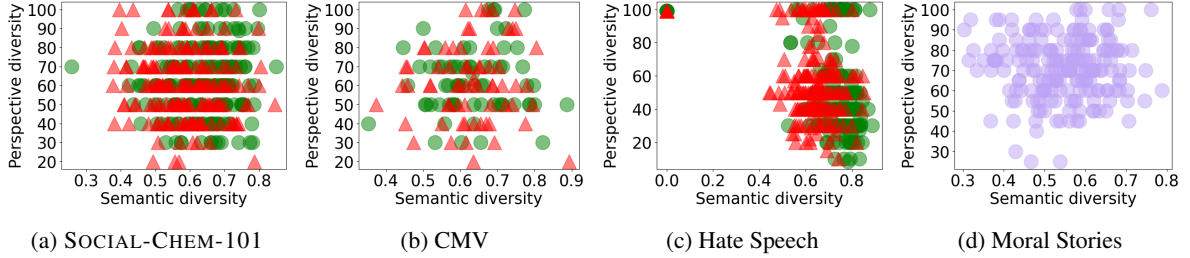 Perspective diversity
100
90
80
70
60
50
40
30
20
0.3 0.4 0.5 0.6 0.7 0.8
Semantic diversity
(a) SOCIAL-CHEM-101
Perspective diversity
100
90
80
70
60
50
40
30
20
0.4 0.5 0.6 0.7 0.8 0.9
Semantic diversity
(b) CMV
Perspective diversity
100
80
60
40
20
0.0 0.2 0.4 0.6 0.8
Semantic diversity
(c) Hate Speech
Perspective diversity
100
90
80
70
60
50
40
30
0.3 0.4 0.5 0.6 0.7 0.8
Semantic diversity
(d) Moral Stories